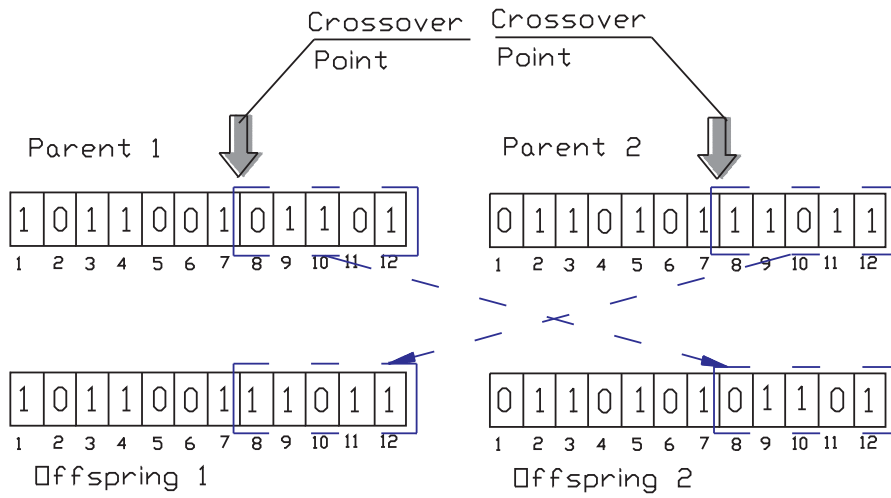 Crossover
Point
Crossover
Point
Parent 1
Parent 2
1 0 1 1 0 0 1 0 1 1 0 1
1 2 3 4 5 6 7 8 9 10 11 12
0 1 1 0 1 0 1 1 1 0 1 1
1 2 3 4 5 6 7 8 9 10 11 12
1 0 1 1 0 0 1 1 1 0 1 1
1 2 3 4 5 6 7 8 9 10 11 12
0 1 1 0 1 0 1 0 1 1 0 1
1 2 3 4 5 6 7 8 9 10 11 12
Offspring 1
Offspring 2